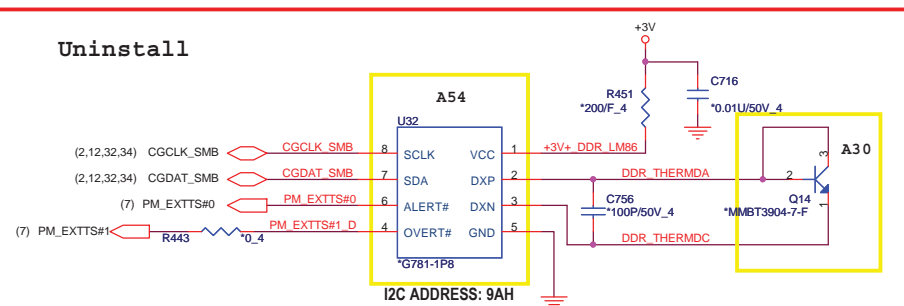 +3V
Uninstall
C716
A54
R451
*0.01U/50V_4
*200/F_4
U32
A30
(2,12,32,34) CGCLK_SMB CGCLK_SMB 8 SCLK VCC 1 +3V+_DDR_LM86
3
(2,12,32,34) CGDAT_SMB CGDAT_SMB 7 SDA DXP 2 DDR_THERMDA 2
(7) PM_EXTTS#0 PM_EXTTS#0 6 ALERT# DXN 3 C756 Q14 1
*100P/50V_4 *MMBT3904-7-F
(7) PM_EXTTS#1 R443 *0_4 PM_EXTTS#1_D 4 OVERT# GND 5 DDR_THERMDC
*G781-1P8
I2C ADDRESS: 9AH